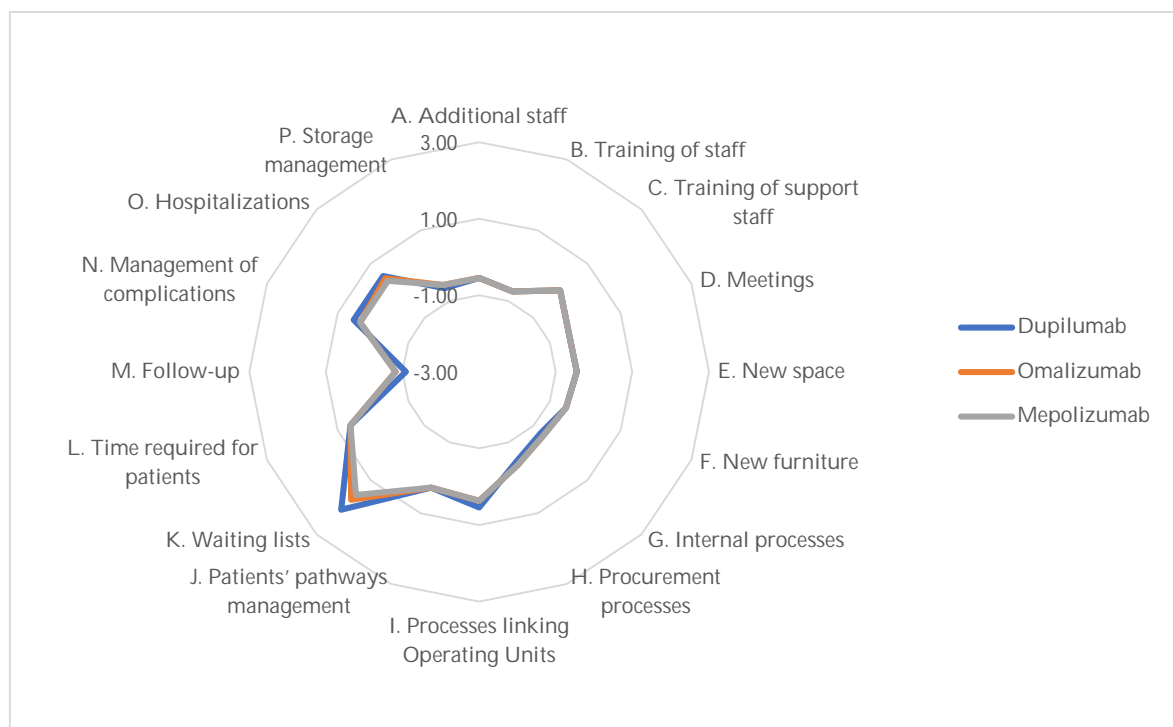 A. Additional staff
B. Training of staff
C. Training of support
staff
D. Meetings
E. New space
F. New furniture
G. Internal processes
H. Procurement
processes
I. Processes linking
Operating Units
J. Patients’ pathways
management
K. Waiting lists
L. Time required for
patients
M. Follow-up
N. Management of
complications
O. Hospitalizations
P. Storage
management
3.00
1.00
-1.00
-3.00
Dupilumab
Omalizumab
Mepolizumab